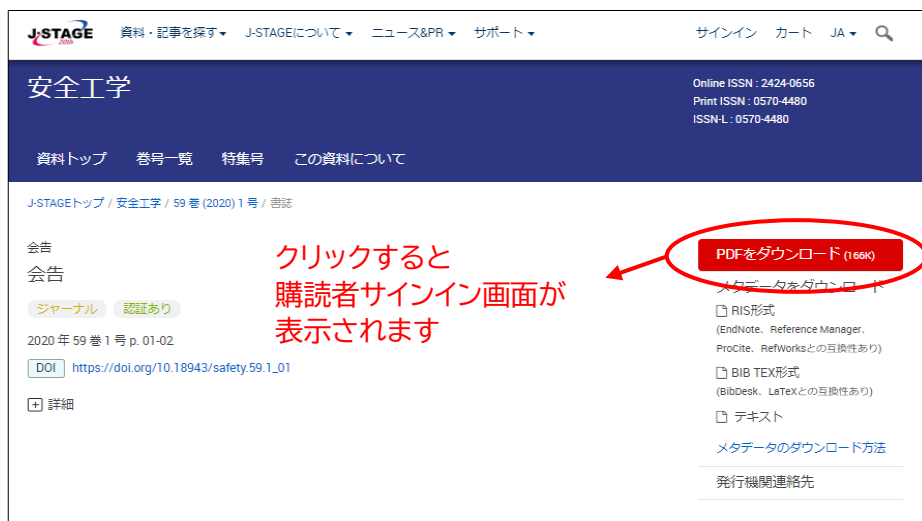 J-STAGE 20th 資料・記事を探す▾ J-STAGEについて▾ ニュース&PR▾ サポート▾ サインイン カート JA▾
安全工学
Online ISSN : 2424-0656
Print ISSN : 0570-4480
ISSN-L : 0570-4480
資料トップ 巻号一覧 特集号 この資料について
J-STAGEトップ / 安全工学 / 59 巻 (2020) 1 号 / 書誌
会告
会告
ジャーナル 認証あり
2020 年 59 巻 1 号 p. 01-02
DOI https://doi.org/10.18943/safety.59.1_01
+ 詳細
クリックすると
購読者サインイン画面が
表示されます
PDFをダウンロード (166K)
メタデータをダウンロード
RIS形式
(EndNote、Reference Manager、
ProCite、RefWorksとの互換性あり)
BIB TEX形式
(BibDesk、LaTeXとの互換性あり)
テキスト
メタデータのダウンロード方法
発行機関連絡先